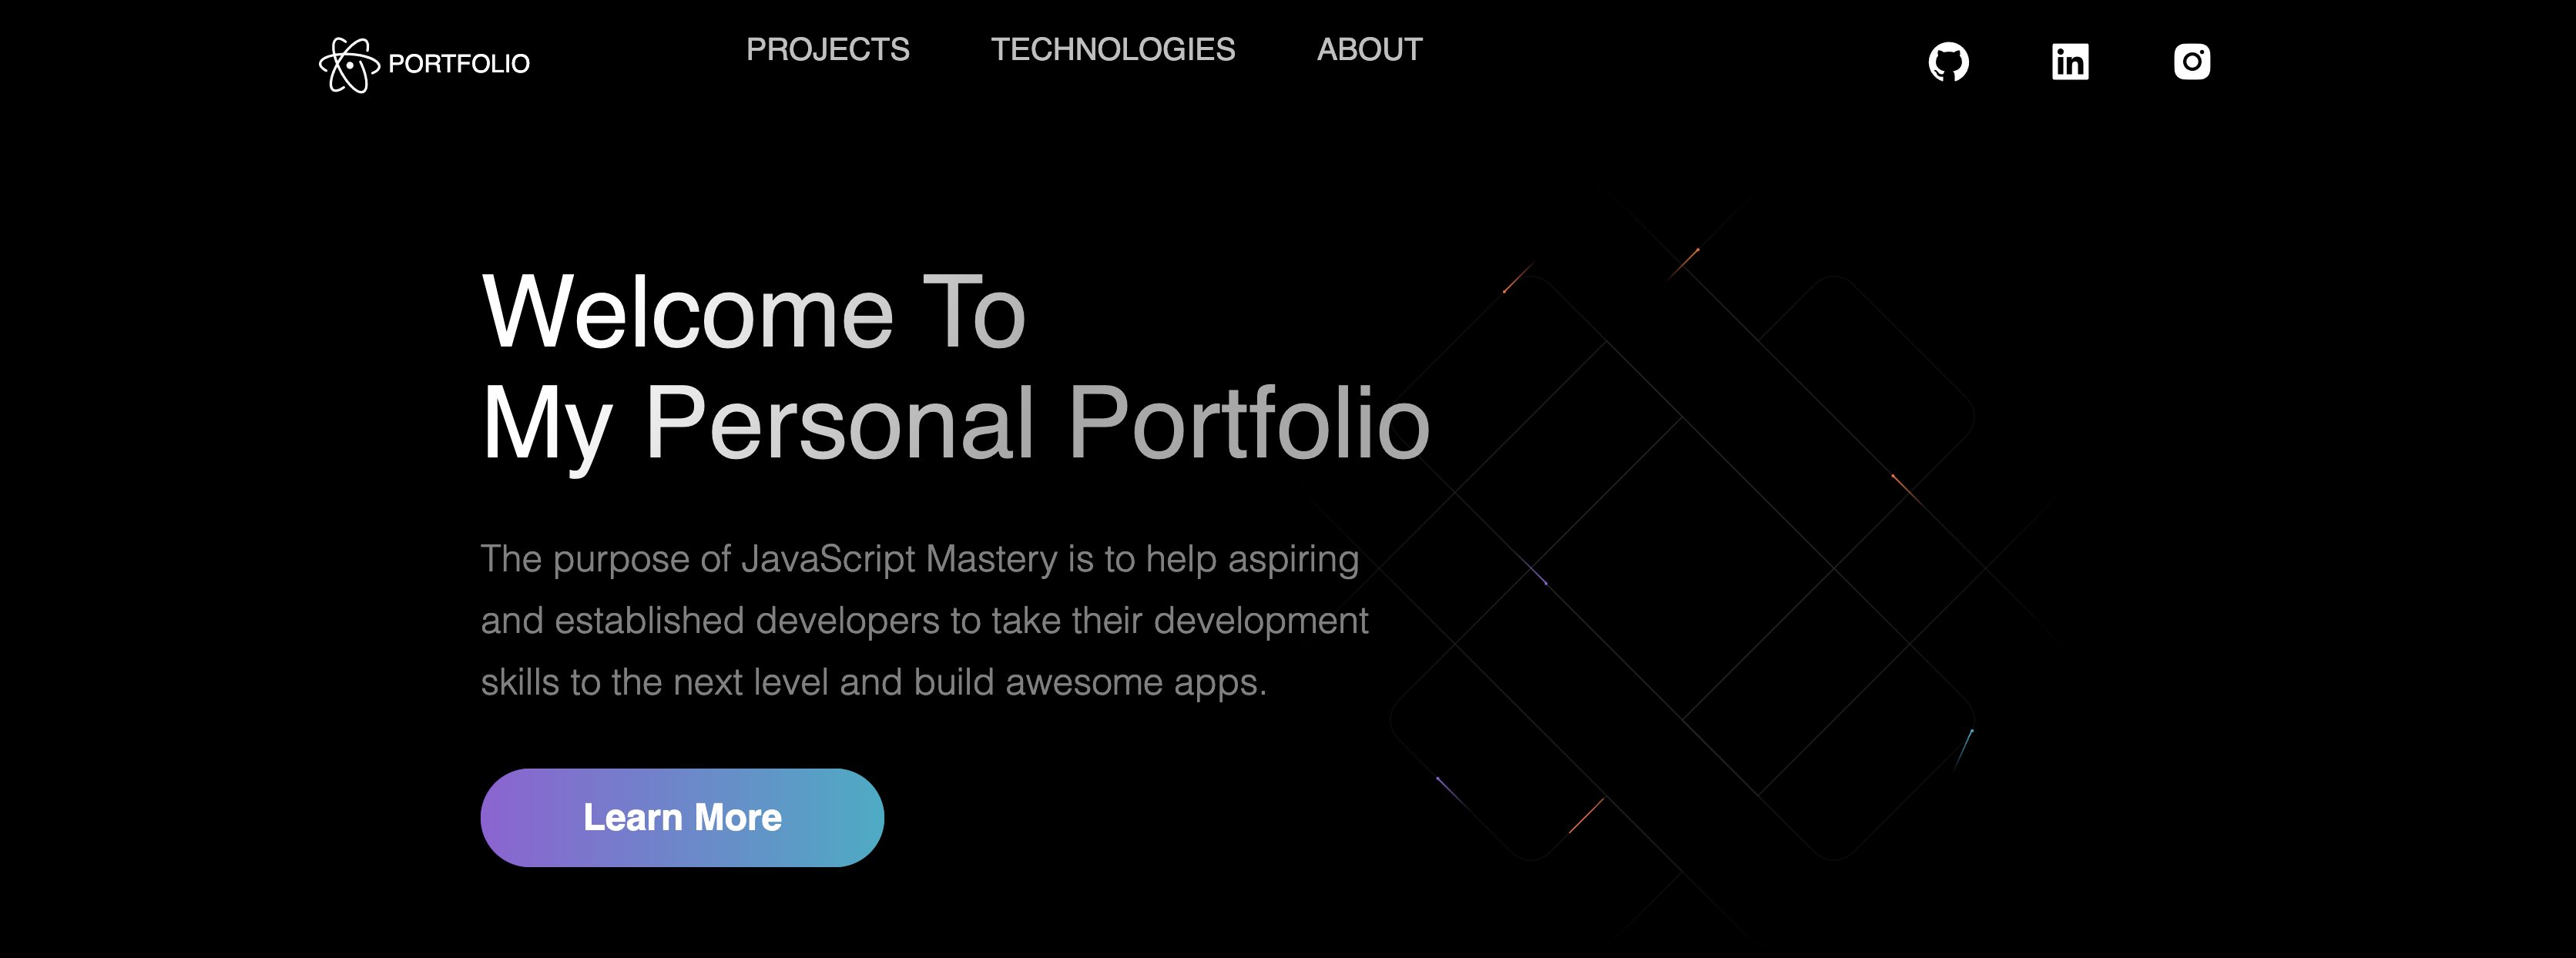 PORTFOLIO
PROJECTS
TECHNOLOGIES
ABOUT
Welcome To
My Personal Portfolio
The purpose of JavaScript Mastery is to help aspiring
and established developers to take their development
skills to the next level and build awesome apps.
Learn More